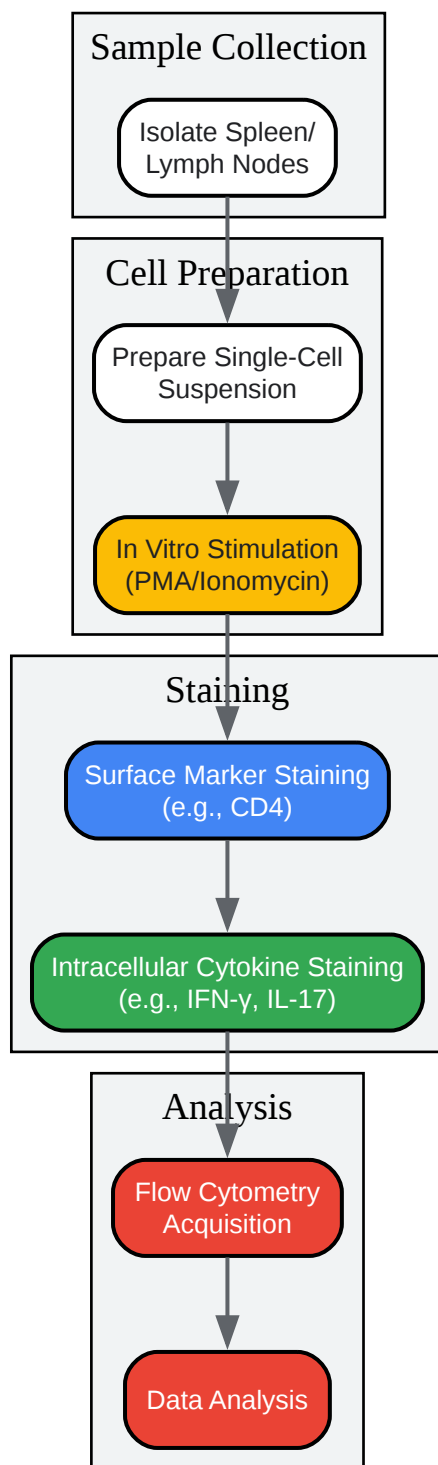 Sample Collection
Isolate Spleen/
Lymph Nodes
Cell Preparation
Prepare Single-Cell
Suspension
In Vitro Stimulation
(PMA/Ionomycin)
Staining
Surface Marker Staining
(e.g., CD4)
Intracellular Cytokine Staining
(e.g., IFN-γ, IL-17)
Analysis
Flow Cytometry
Acquisition
Data Analysis